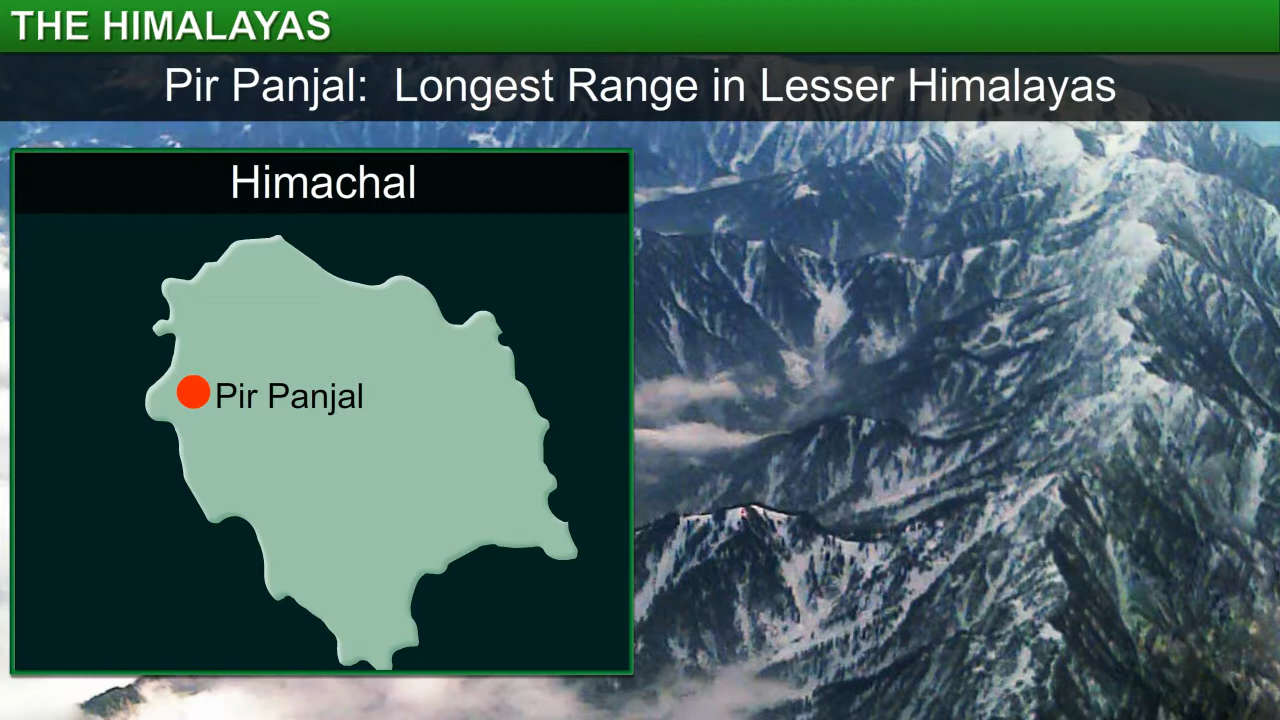 THE HIMALAYAS
Pir Panjal: Longest Range in Lesser Himalayas
Himachal
Pir Panjal